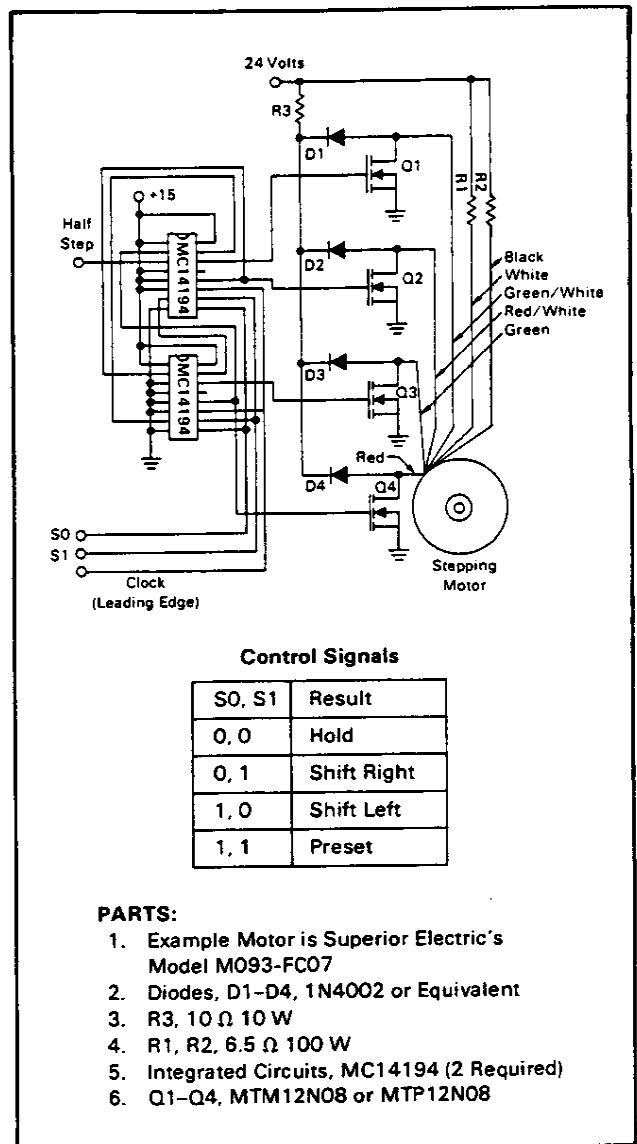 24 Volts
R3
D1
Q1
R1
R2
+15
Half
Step
DMC14194
Black
White
Green/White
Red/White
Green
D2
Q2
D3
Q3
DMC14194
Red
D4
Q4
S0
S1
Clock
(Leading Edge)
Stepping
Motor
Control Signals
S0, S1 Result
0, 0 Hold
0, 1 Shift Right
1, 0 Shift Left
1, 1 Preset
PARTS:
1. Example Motor is Superior Electric's
Model M093-FC07
2. Diodes, D1–D4, 1N4002 or Equivalent
3. R3, 10 Ω 10 W
4. R1, R2, 6.5 Ω 100 W
5. Integrated Circuits, MC14194 (2 Required)
6. Q1-Q4, MTM12N08 or MTP12N08